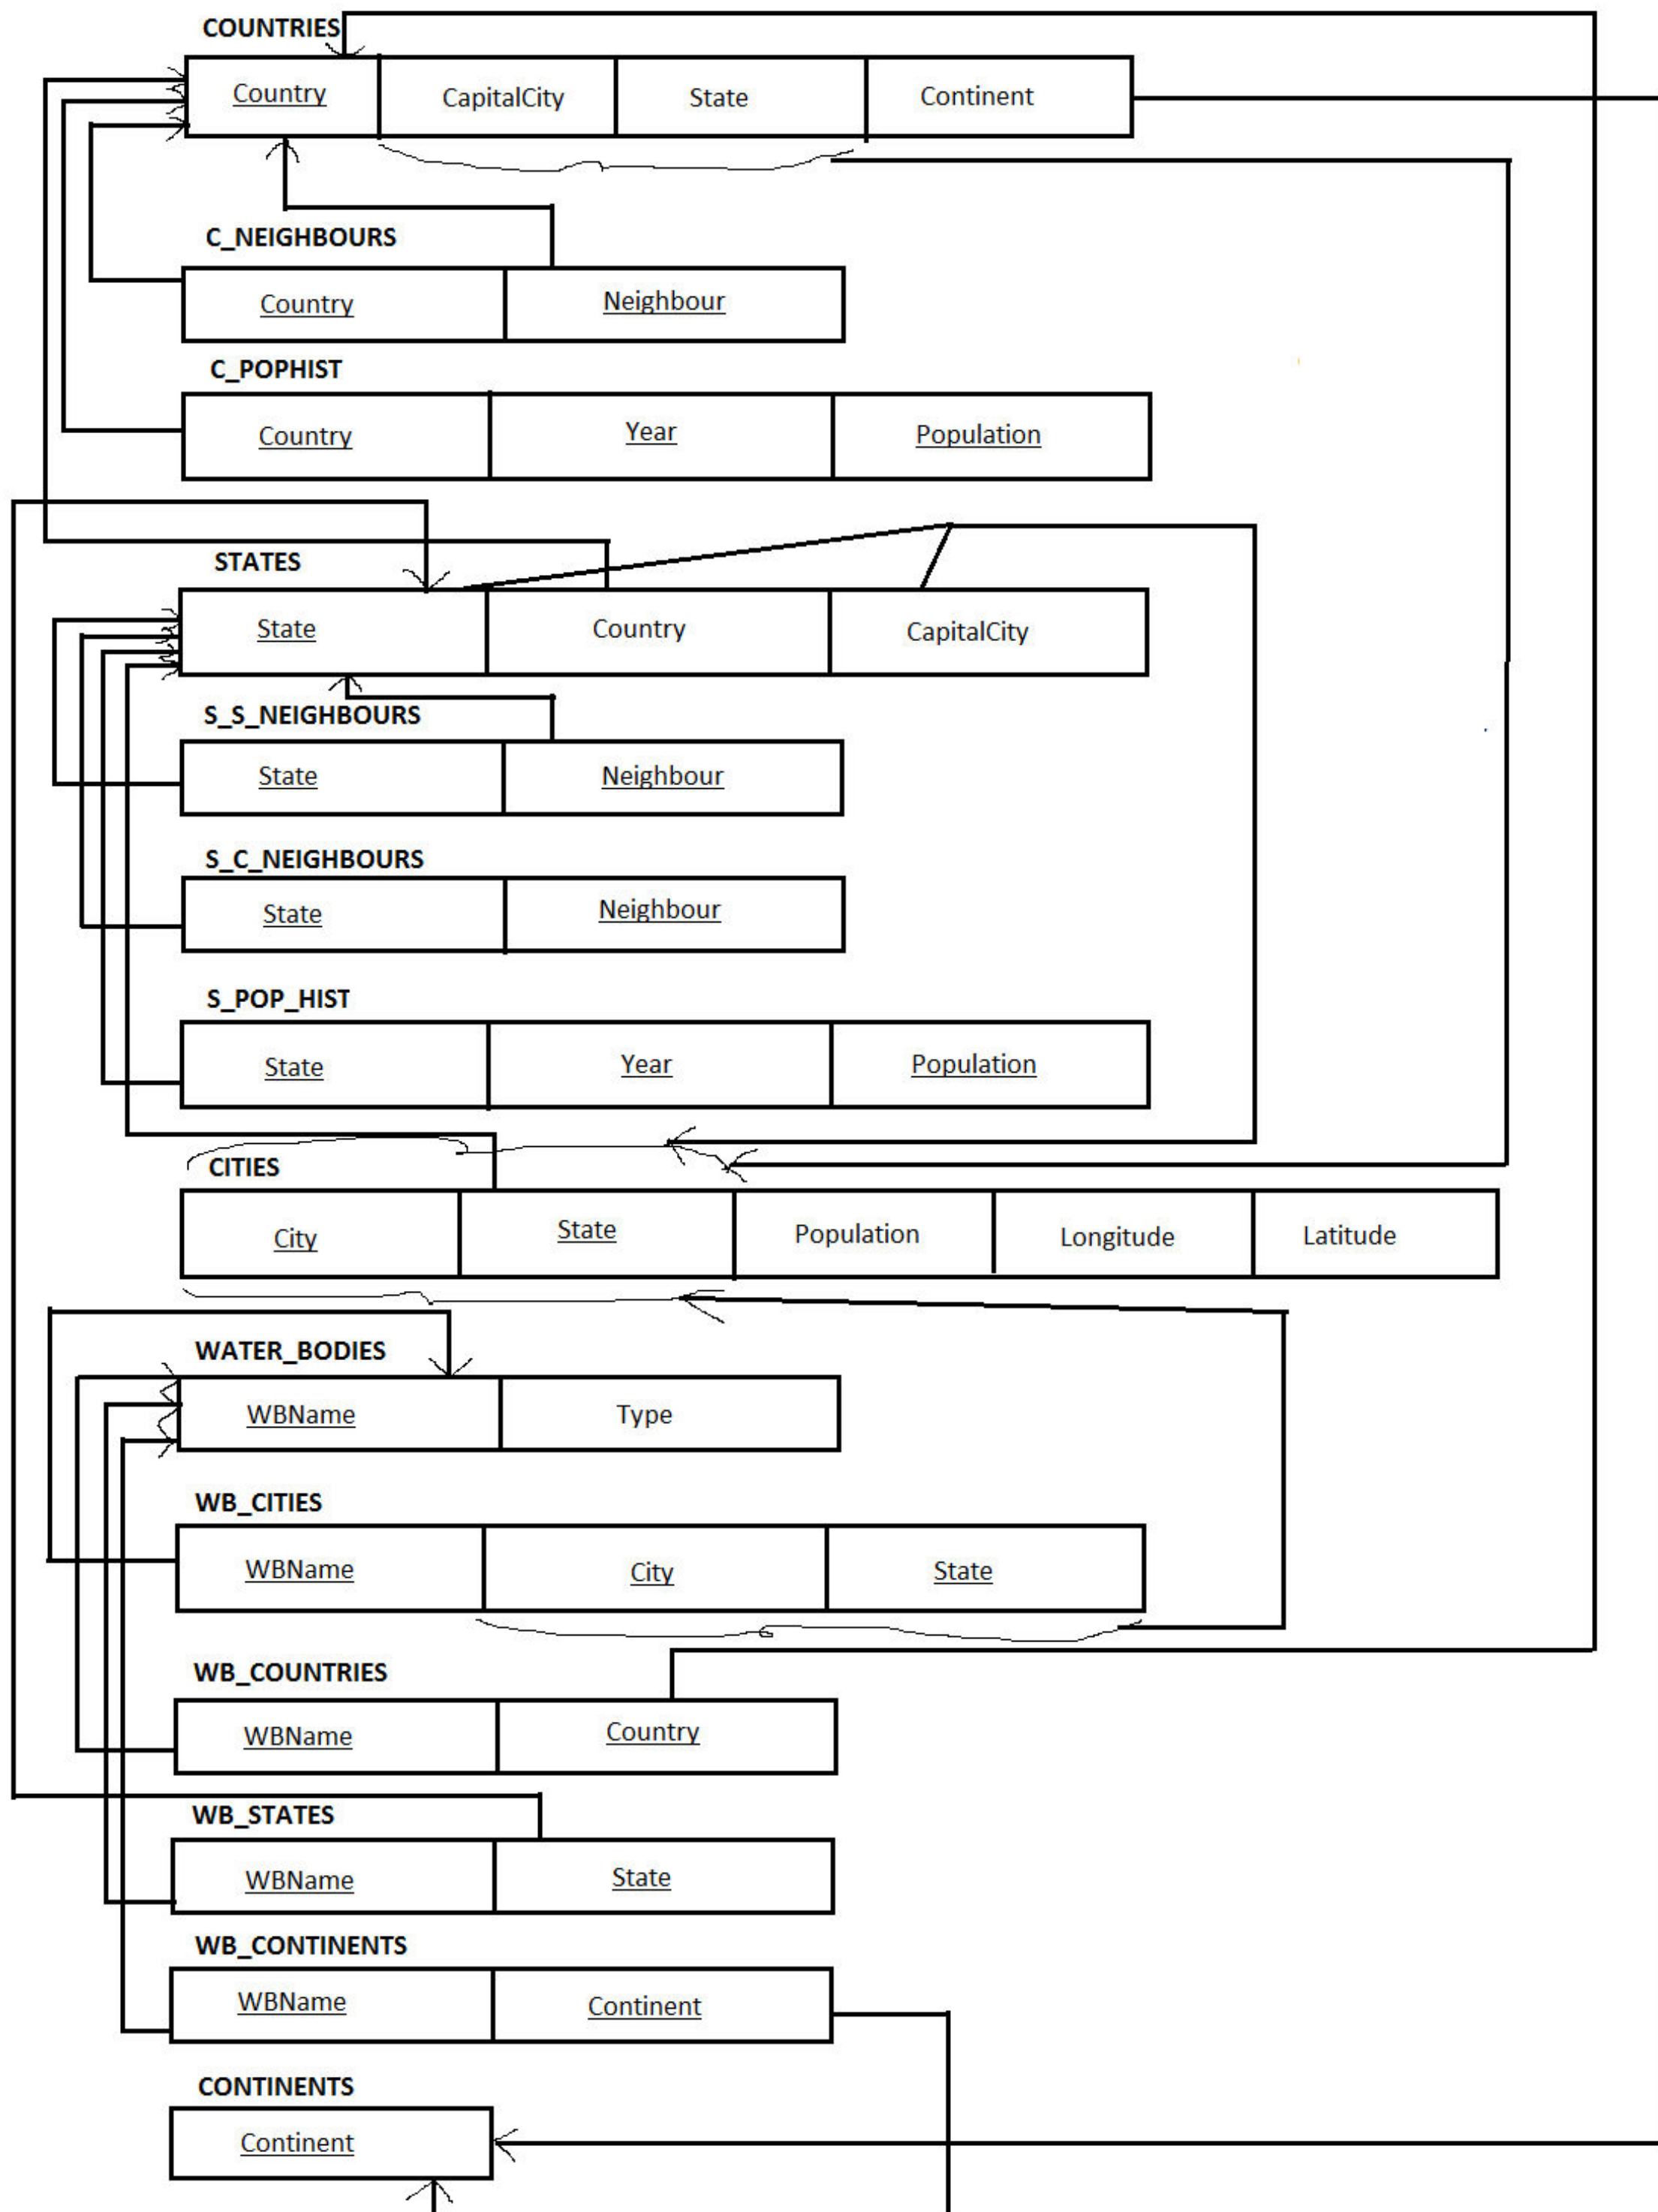 COUNTRIES
Country CapitalCity State Continent
C_NEIGHBOURS
Country Neighbour
C_POPHIST
Country Year Population
STATES
State Country CapitalCity
S_S_NEIGHBOURS
State Neighbour
S_C_NEIGHBOURS
State Neighbour
S_POP_HIST
State Year Population
CITIES
City State Population Longitude Latitude
WATER_BODIES
WBName Type
WB_CITIES
WBName City State
WB_COUNTRIES
WBName Country
WB_STATES
WBName State
WB_CONTINENTS
WBName Continent
CONTINENTS
Continent